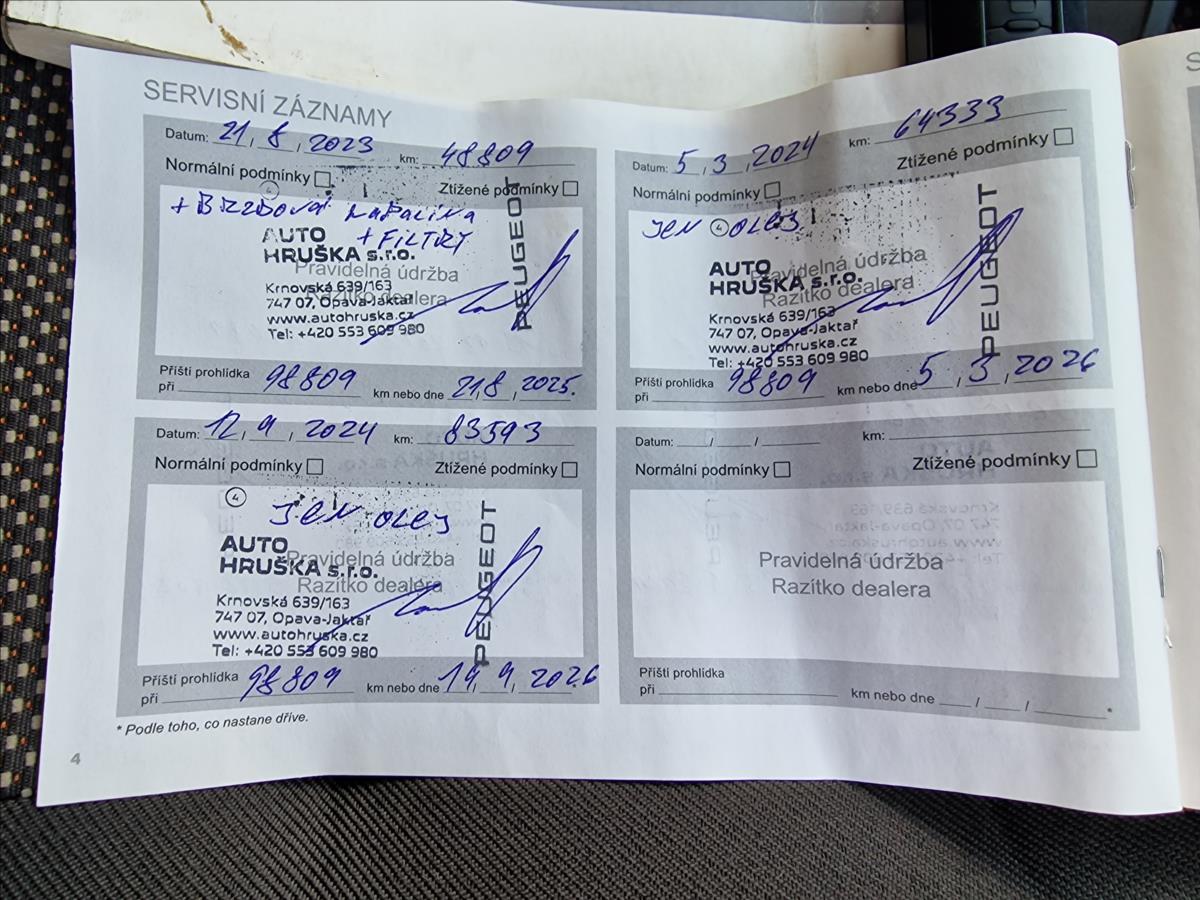 SERVISNÍ ZÁZNAMY
Datum: 21, 8, 2023 km: 48809
Normální podmínky Ztížené podmínky
4
+ BRZDOVÁ KAPALINA
+ FILTRY
AUTO
HRUŠKA s.r.o.
Pravidelná údržba
Razítko dealera
Krnovská 639/163
747 07, Opava-Jaktař
www.autohruska.cz
Tel: +420 553 609 980
PEUGEOT
Příští prohlídka
při 98809 km nebo dne 21,8, 2025.
Datum: 5, 3, 2024 km: 64333
Normální podmínky Ztížené podmínky
JEN OLEJ
4
AUTO
HRUŠKA s.r.o.
Pravidelná údržba
Razítko dealera
Krnovská 639/163
747 07, Opava-Jaktař
www.autohruska.cz
Tel: +420 553 609 980
PEUGEOT
Příští prohlídka
při 98809 km nebo dne 5 / 3 / 2026
Datum: 12, 9, 2024 km: 83593
Normální podmínky Ztížené podmínky
4
JEN OLEJ
AUTO
HRUŠKA s.r.o.
Pravidelná údržba
Razítko dealera
Krnovská 639/163
747 07, Opava-Jaktař
www.autohruska.cz
Tel: +420 553 609 980
PEUGEOT
Příští prohlídka
při 98809 km nebo dne 19, 9, 2026
Datum: / / km:
Normální podmínky Ztížené podmínky
Pravidelná údržba
Razítko dealera
Příští prohlídka
při km nebo dne / / *
* Podle toho, co nastane dříve.
4